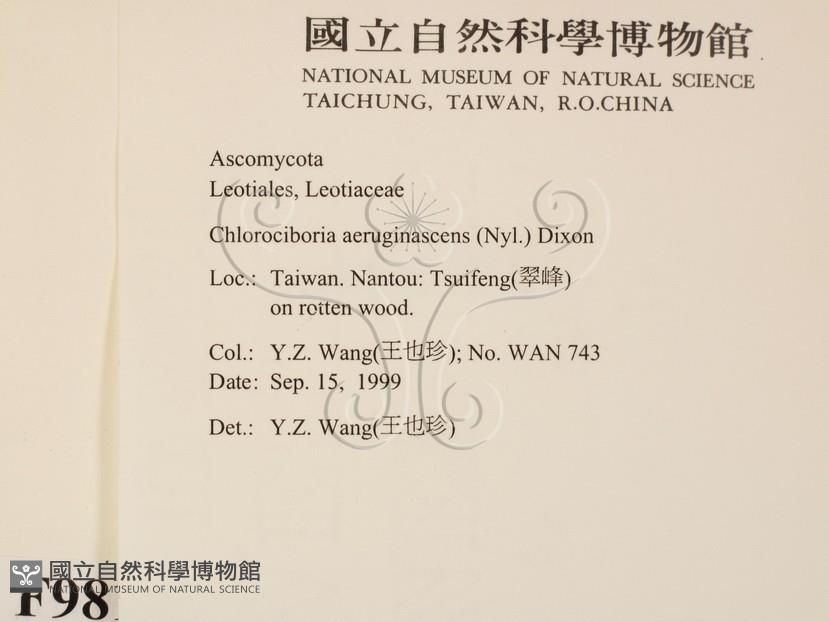 國立自然科學博物館
NATIONAL MUSEUM OF NATURAL SCIENCE
TAICHUNG, TAIWAN, R.O.CHINA
Ascomycota
Leotiales, Leotiaceae
Chlorociboria aeruginascens (Nyl.) Dixon
Loc.: Taiwan. Nantou: Tsuifeng(翠峰)
on rotten wood.
Col.: Y.Z. Wang(王也珍); No. WAN 743
Date: Sep. 15, 1999
Det.: Y.Z. Wang(王也珍)
國立自然科學博物館
NATIONAL MUSEUM OF NATURAL SCIENCE
F98